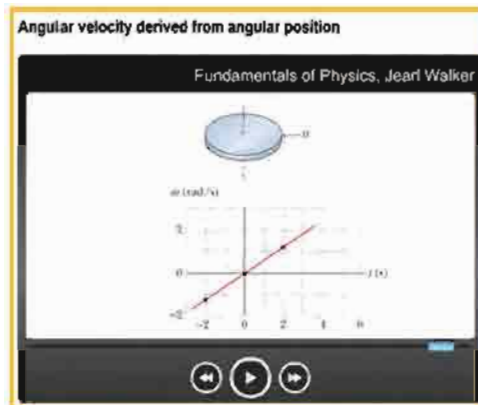 Angular velocity derived from angular position
Fundamentals of Physics, Jearl Walker
ω (rad/s)
2
0
t (s)
−2
−2 0 2 4 6